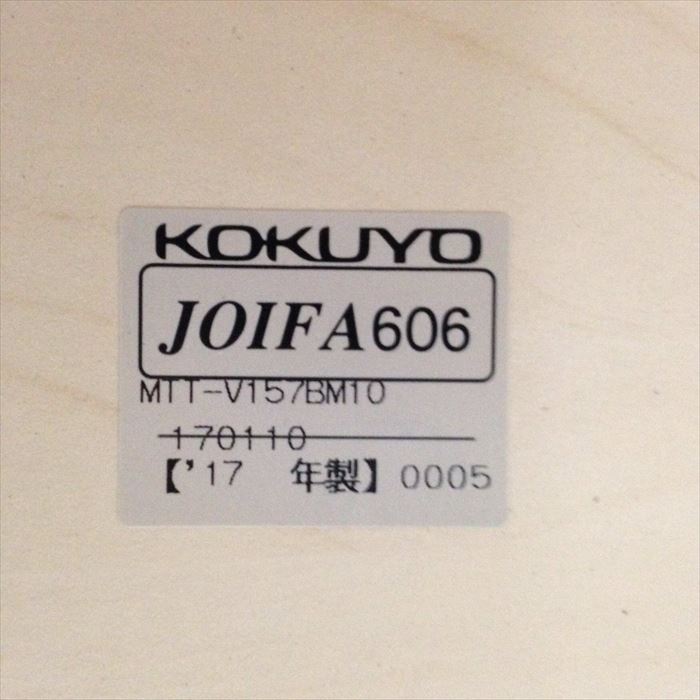 KOKUYO
JOIFA606
MTT-V157BM10
170110
【'17 年製】 0005